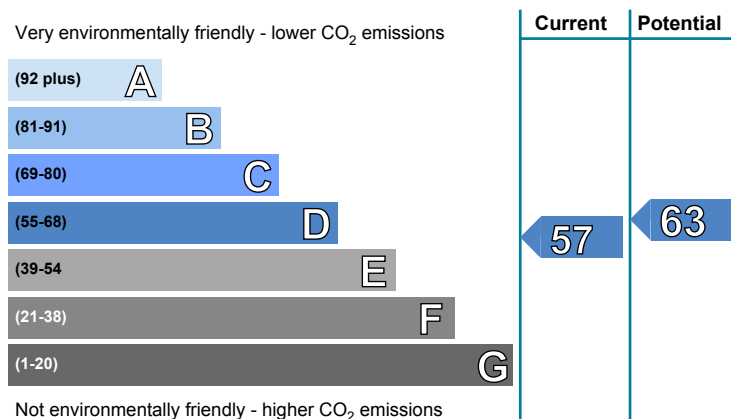 Current Potential
Very environmentally friendly - lower CO2 emissions
(92 plus) A
(81-91) B
(69-80) C
(55-68) D
57 63
(39-54 E
(21-38) F
(1-20) G
Not environmentally friendly - higher CO2 emissions